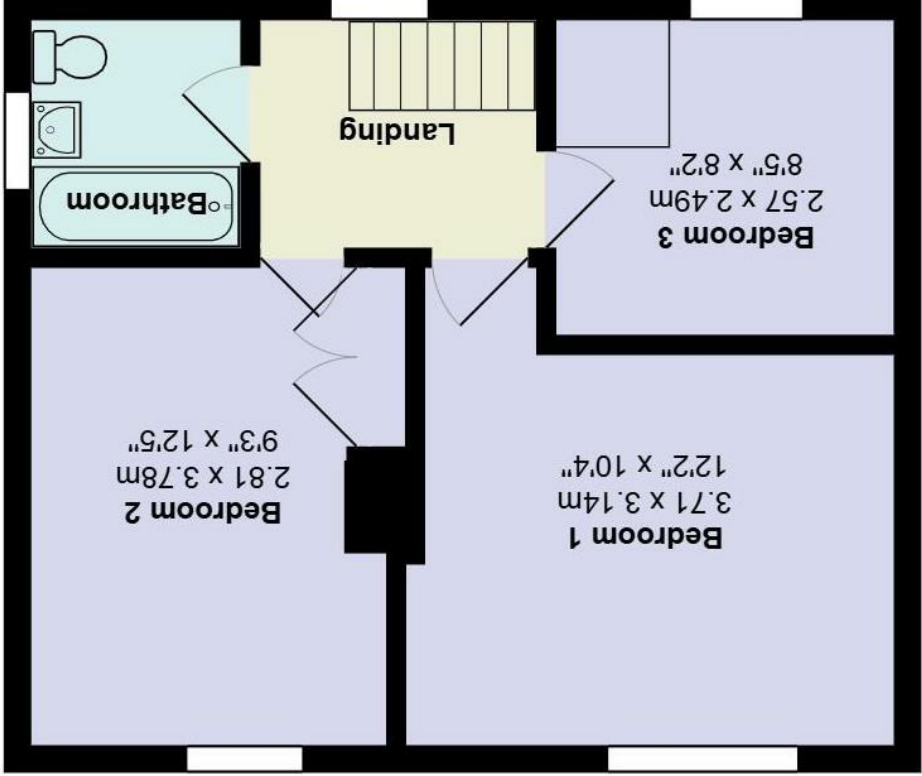 Bedroom 1
3.71 x 3.14m
12'2" x 10'4"
Bedroom 2
2.81 x 3.78m
9'3" x 12'5"
Bedroom 3
2.57 x 2.49m
8'5" x 8'2"
Bathroom
Landing